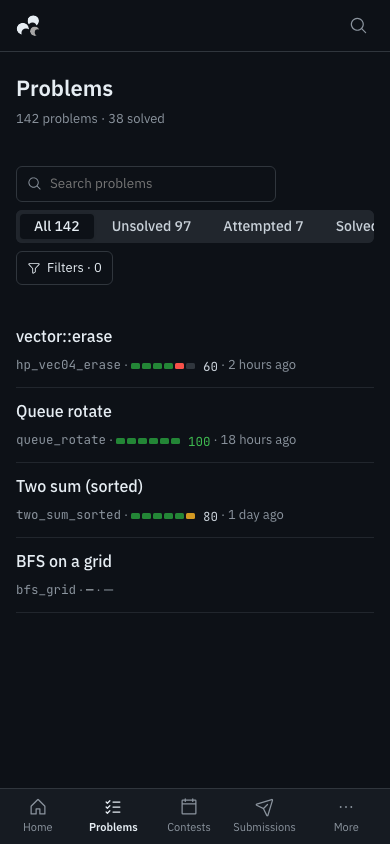 Problems
142 problems · 38 solved
Search problems
All 142 Unsolved 97 Attempted 7 Solved
Filters · 0
vector::erase
hp_vec04_erase · 60 · 2 hours ago
Queue rotate
queue_rotate · 100 · 18 hours ago
Two sum (sorted)
two_sum_sorted · 80 · 1 day ago
BFS on a grid
bfs_grid · — · —
Home Problems Contests Submissions More